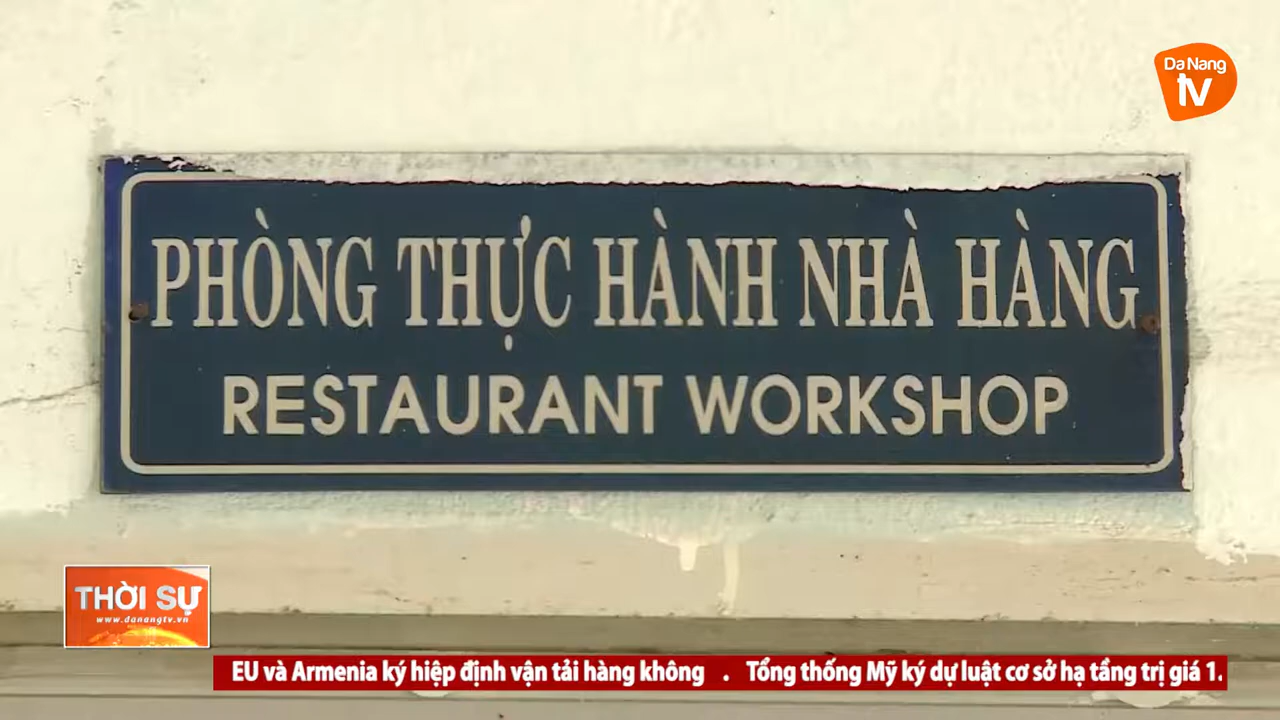 Da Nang
tv
PHÒNG THỰC HÀNH NHÀ HÀNG
RESTAURANT WORKSHOP
THỜI SỰ
www.danangtv.vn
EU và Armenia ký hiệp định vận tải hàng không . Tổng thống Mỹ ký dự luật cơ sở hạ tầng trị giá 1.